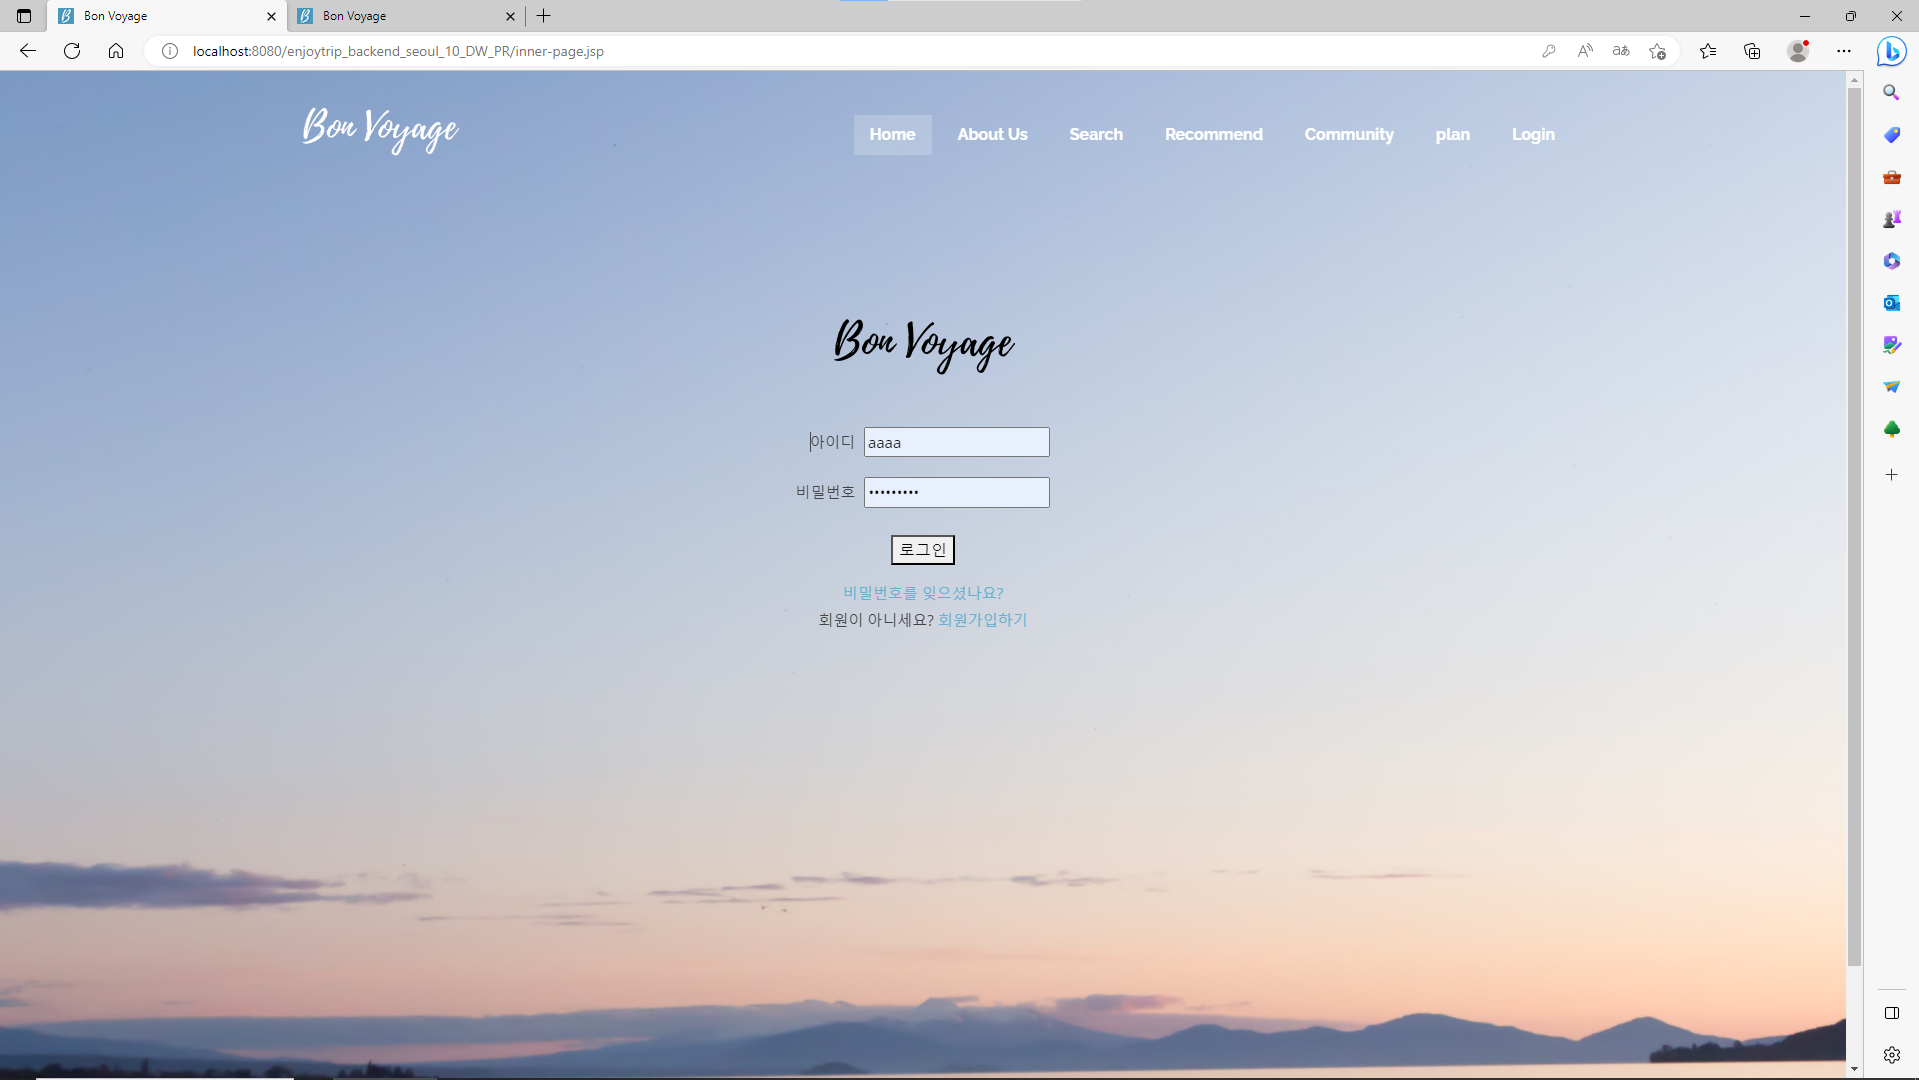 Bon Voyage
Bon Voyage
localhost:8080/enjoytrip_backend_seoul_10_DW_PR/inner-page.jsp
Bon Voyage
Home
About Us
Search
Recommend
Community
plan
Login
Bon Voyage
아이디 aaaa
비밀번호 •••••••••
로그인
비밀번호를 잊으셨나요?
회원이 아니세요? 회원가입하기